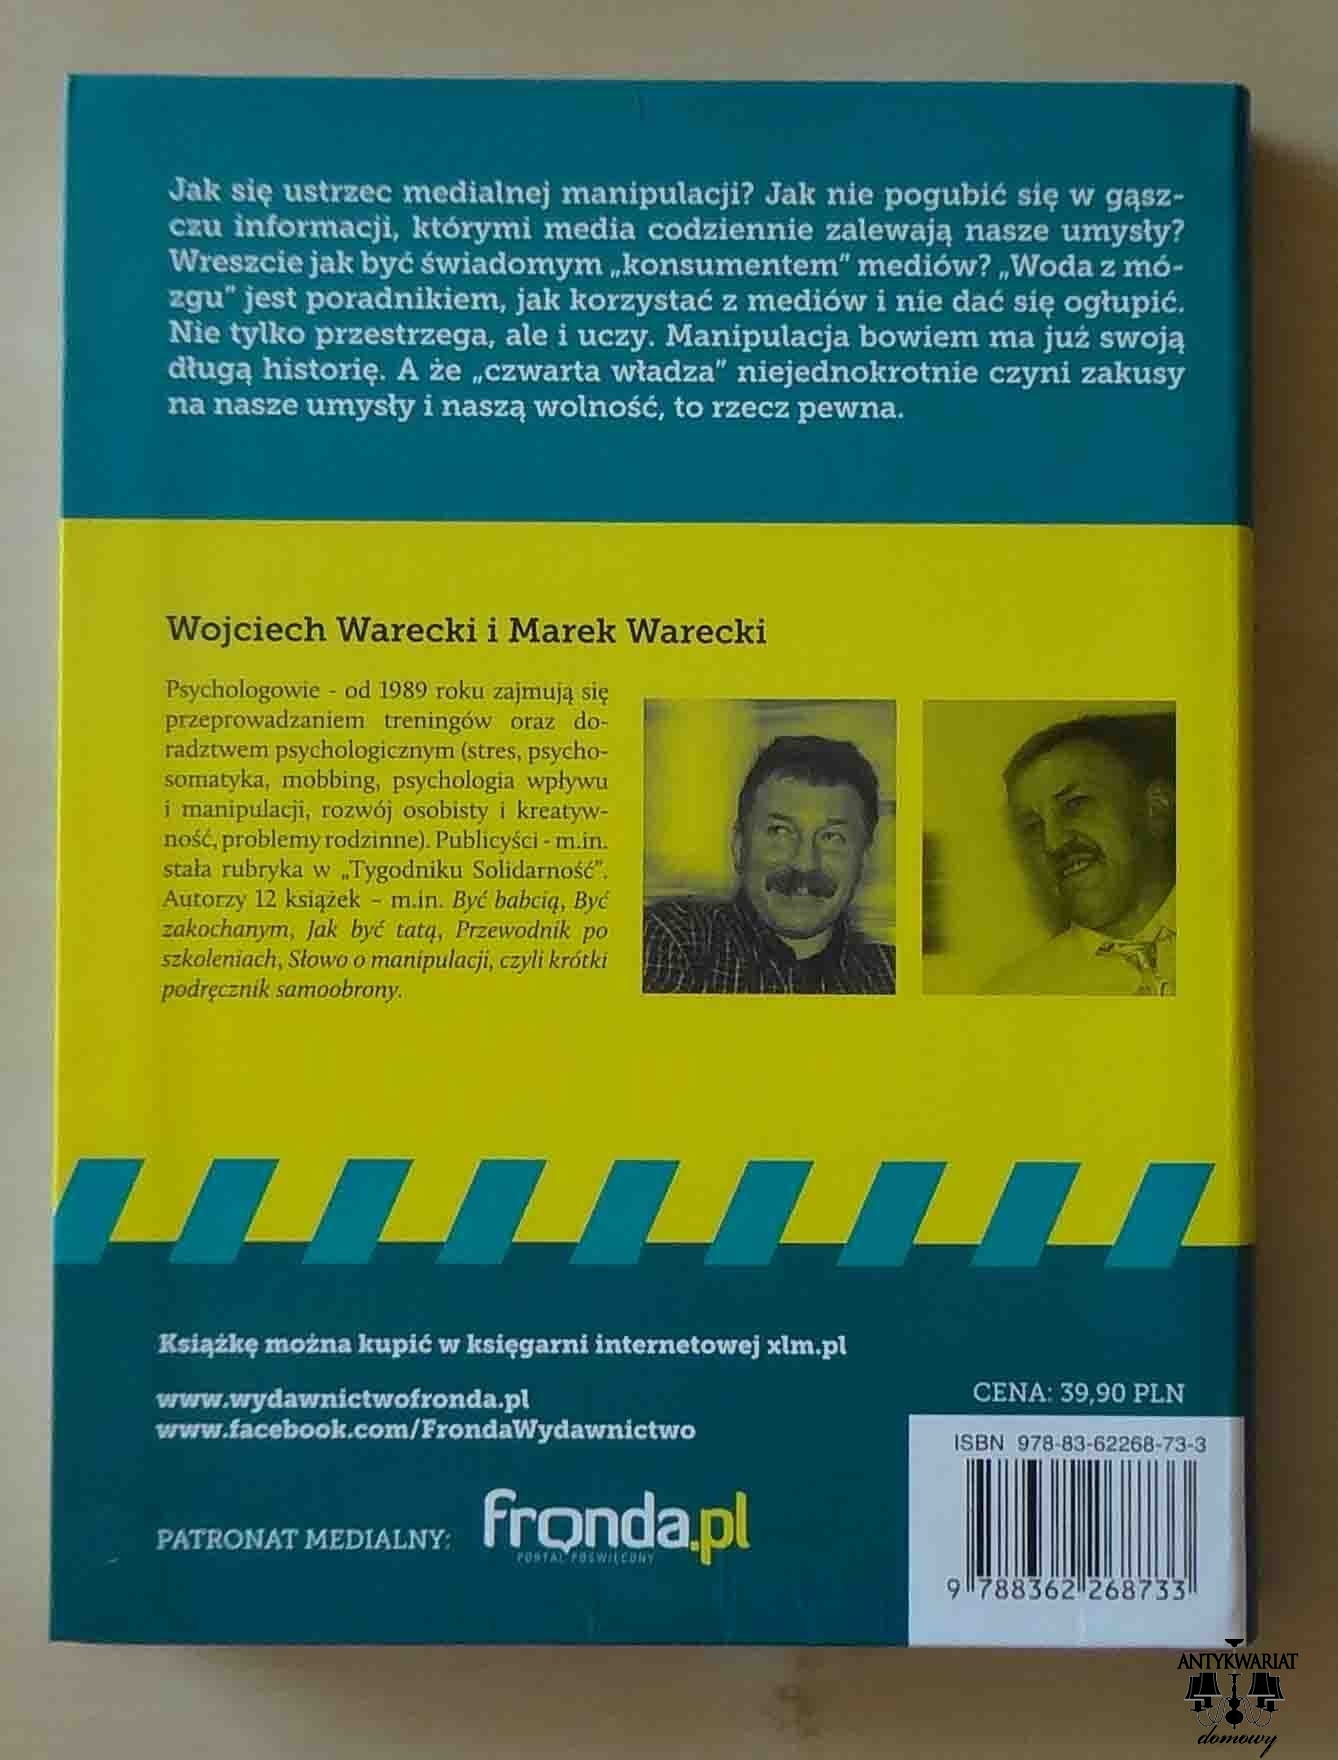 Jak się ustrzec medialnej manipulacji? Jak nie pogubić się w gąsz-
czu informacji, którymi media codziennie zalewają nasze umysły?
Wreszcie jak być świadomym „konsumentem" mediów? „Woda z mó-
zgu" jest poradnikiem, jak korzystać z mediów i nie dać się ogłupić.
Nie tylko przestrzega, ale i uczy. Manipulacja bowiem ma już swoją
długą historię. A że „czwarta władza" niejednokrotnie czyni zakusy
na nasze umysły i naszą wolność, to rzecz pewna.
Wojciech Warecki i Marek Warecki
Psychologowie - od 1989 roku zajmują się
przeprowadzaniem treningów oraz do-
radztwem psychologicznym (stres, psycho-
somatyka, mobbing, psychologia wpływu
i manipulacji, rozwój osobisty i kreatyw-
ność, problemy rodzinne). Publicyści - m.in.
stała rubryka w „Tygodniku Solidarność".
Autorzy 12 książek – m.in. Być babcią, Być
zakochanym, Jak być tatą, Przewodnik po
szkoleniach, Słowo o manipulacji, czyli krótki
podręcznik samoobrony.
Książkę można kupić w księgarni internetowej xlm.pl
www.wydawnictwofronda.pl
www.facebook.com/FrondaWydawnictwo
PATRONAT MEDIALNY:
fronda.pl
PORTAL POŚWIĘCONY
CENA: 39,90 PLN
ISBN 978-83-62268-73-3
9 788362 268733
ANTYKWARIAT
domowy